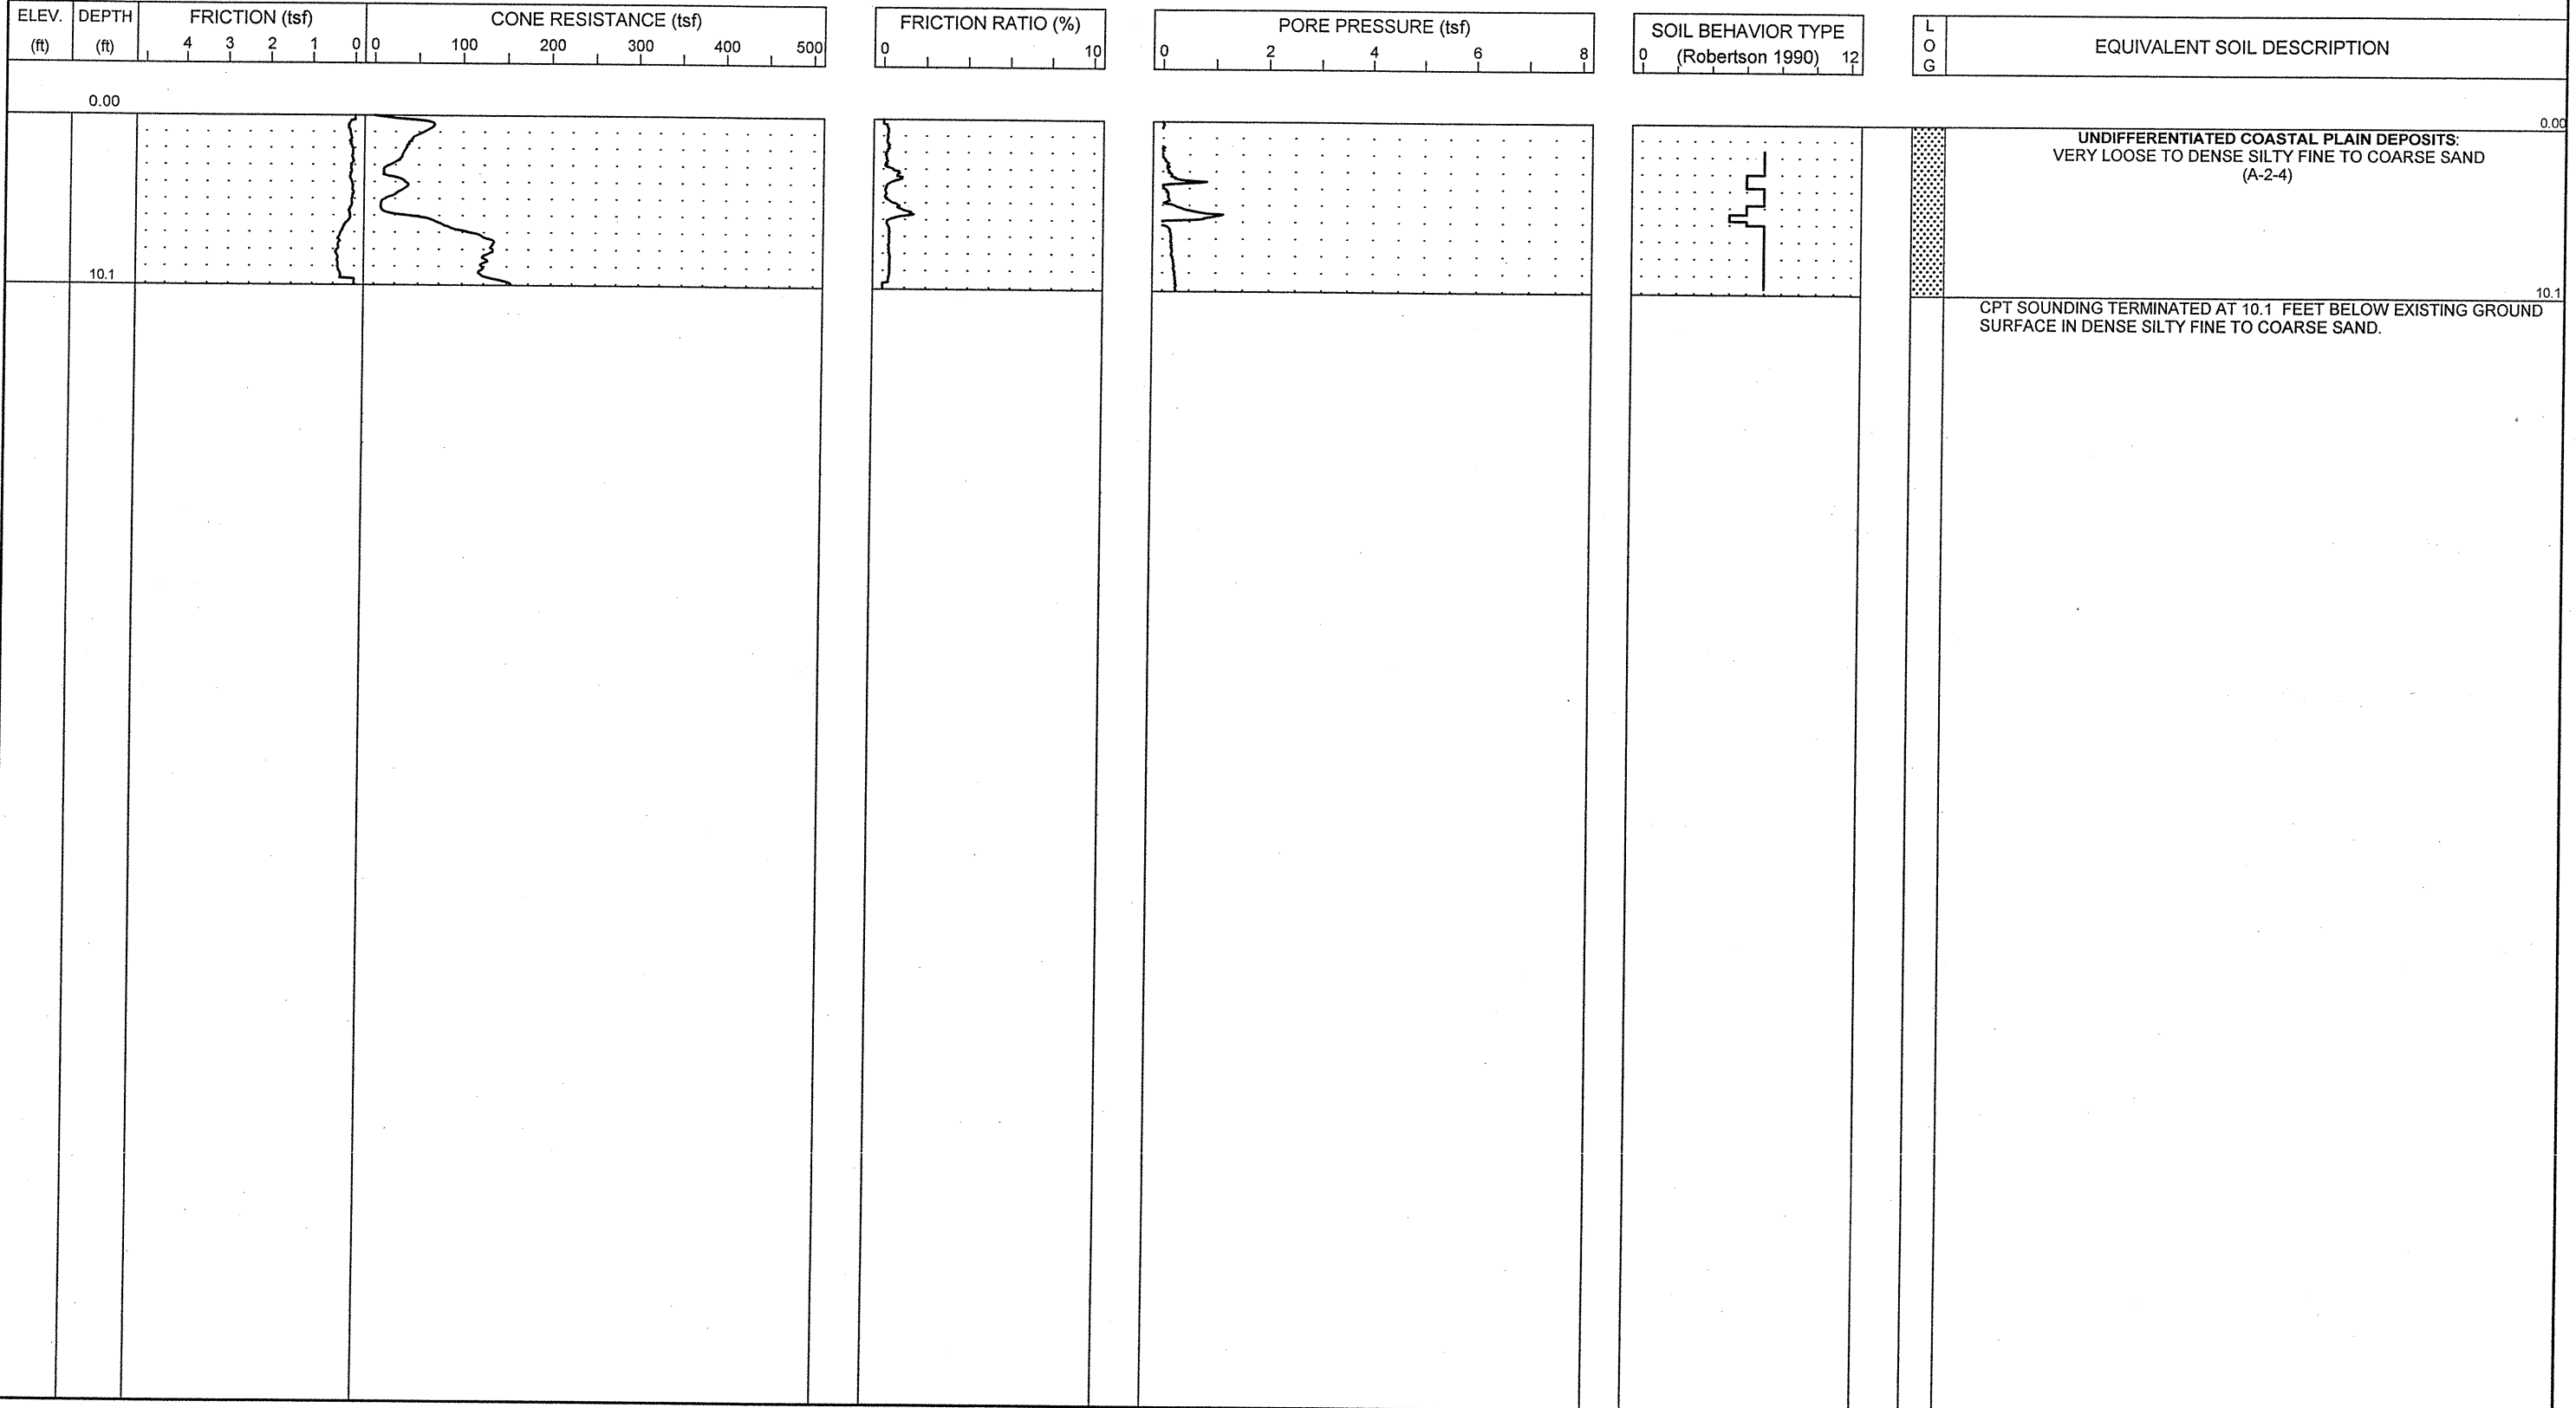 ELEV. DEPTH FRICTION (tsf) CONE RESISTANCE (tsf) FRICTION RATIO (%) PORE PRESSURE (tsf) SOIL BEHAVIOR TYPE L
(ft) (ft) 4 3 2 1 0 0 100 200 300 400 500 0 10 0 2 4 6 8 0 (Robertson 1990) 12 O EQUIVALENT SOIL DESCRIPTION
G
0.00 0.00
UNDIFFERENTIATED COASTAL PLAIN DEPOSITS:
VERY LOOSE TO DENSE SILTY FINE TO COARSE SAND
(A-2-4)
10.1 10.1
CPT SOUNDING TERMINATED AT 10.1 FEET BELOW EXISTING GROUND
SURFACE IN DENSE SILTY FINE TO COARSE SAND.